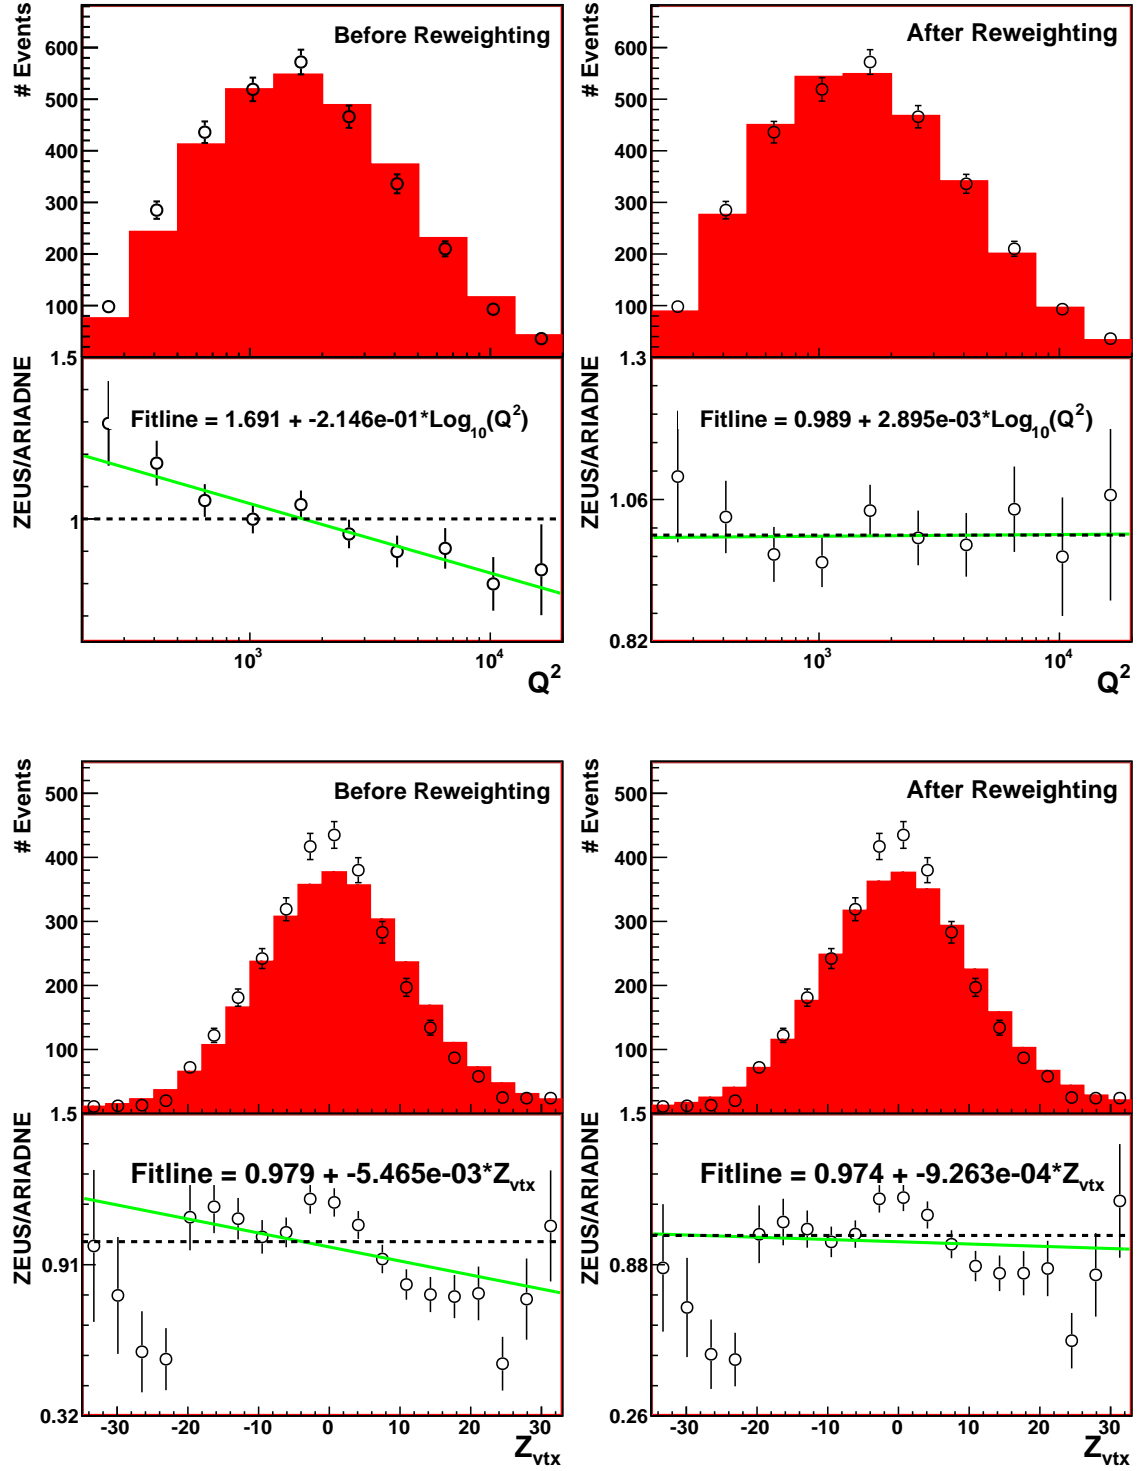 Before Reweighting
# Events
600
500
400
300
200
100
ZEUS/ARIADNE
1.5
1
Fitline = 1.691 + -2.146e-01*Log10(Q2)
10^3
10^4
Q^2
After Reweighting
# Events
600
500
400
300
200
100
ZEUS/ARIADNE
1.3
1.06
0.82
Fitline = 0.989 + 2.895e-03*Log10(Q2)
10^3
10^4
Q^2
Before Reweighting
# Events
500
400
300
200
100
ZEUS/ARIADNE
1.5
0.91
0.32
Fitline = 0.979 + -5.465e-03*Zvtx
-30 -20 -10 0 10 20 30
Zvtx
After Reweighting
# Events
500
400
300
200
100
ZEUS/ARIADNE
1.5
0.88
0.26
Fitline = 0.974 + -9.263e-04*Zvtx
-30 -20 -10 0 10 20 30
Zvtx